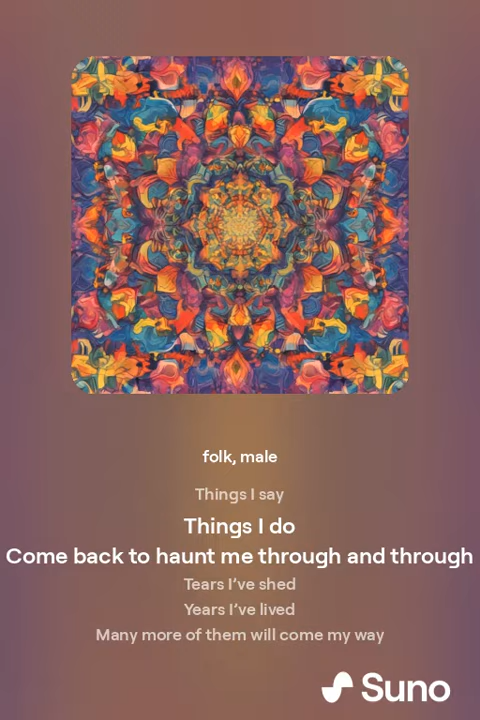 folk, male
Things I say
Things I do
Come back to haunt me through and through
Tears I’ve shed
Years I’ve lived
Many more of them will come my way
Suno